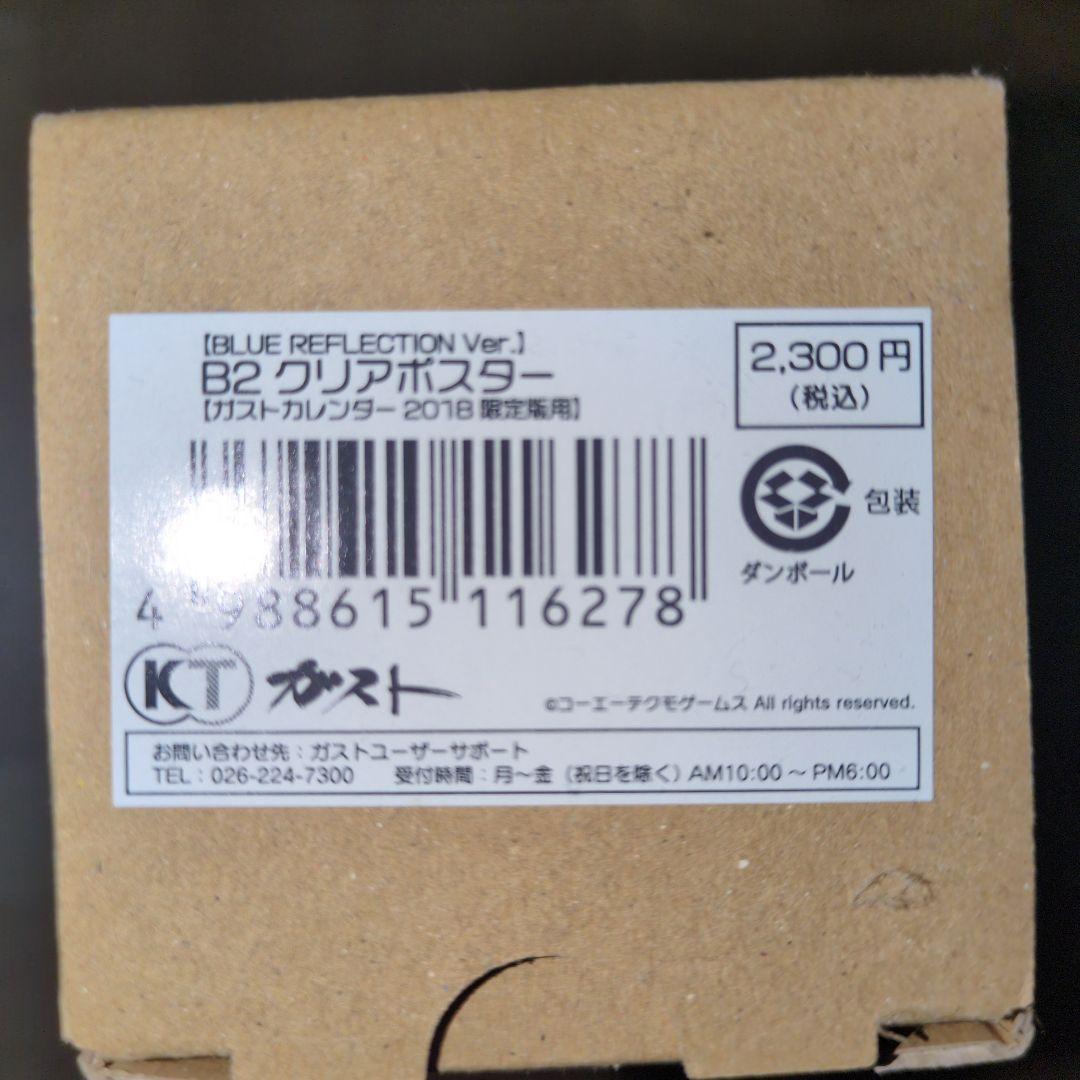 【BLUE REFLECTION Ver.】
B2 クリアポスター
【ガストカレンダー 2018 限定版用】
2,300 円
(税込)
包装
ダンボール
4 988615 116278
KT ガスト
©コーエーテクモゲームス All rights reserved.
お問い合わせ先：ガストユーザーサポート
TEL：026-224-7300 受付時間：月～金（祝日を除く）AM10:00～PM6:00